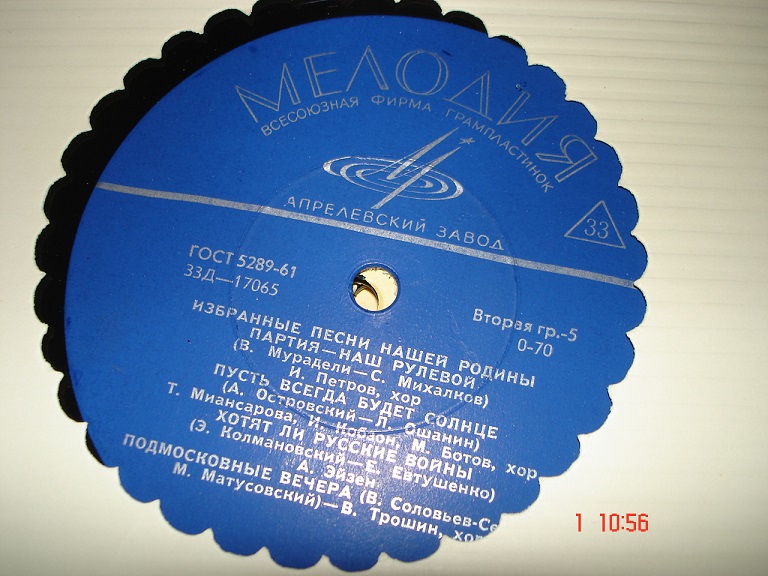 МЕЛОДИЯ
ВСЕСОЮЗНАЯ ФИРМА ГРАМПЛАСТИНОК
АПРЕЛЕВСКИЙ ЗАВОД
33
ГОСТ 5289-61
33Д—17065
Вторая гр.-5
0-70
ИЗБРАННЫЕ ПЕСНИ НАШЕЙ РОДИНЫ
ПАРТИЯ—НАШ РУЛЕВОЙ
(В. Мурадели—С. Михалков)
И. Петров, хор
ПУСТЬ ВСЕГДА БУДЕТ СОЛНЦЕ
(А. Островский—Л. Ошанин)
Т. Миансарова, И. Кобзон, М. Ботов, хор
ХОТЯТ ЛИ РУССКИЕ ВОЙНЫ
(Э. Колмановский—Е. Евтушенко)
А. Эйзен
ПОДМОСКОВНЫЕ ВЕЧЕРА (В. Соловьев-Се
М. Матусовский)—В. Трошин, хор
1 10:56